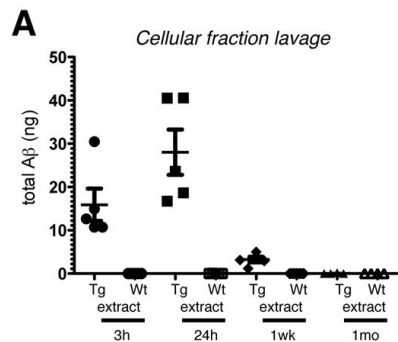 A
Cellular fraction lavage
total Aβ (ng)
50
40
30
20
10
0
Tg Wt Tg Wt Tg Wt Tg Wt
extract extract extract extract
3h 24h 1wk 1mo